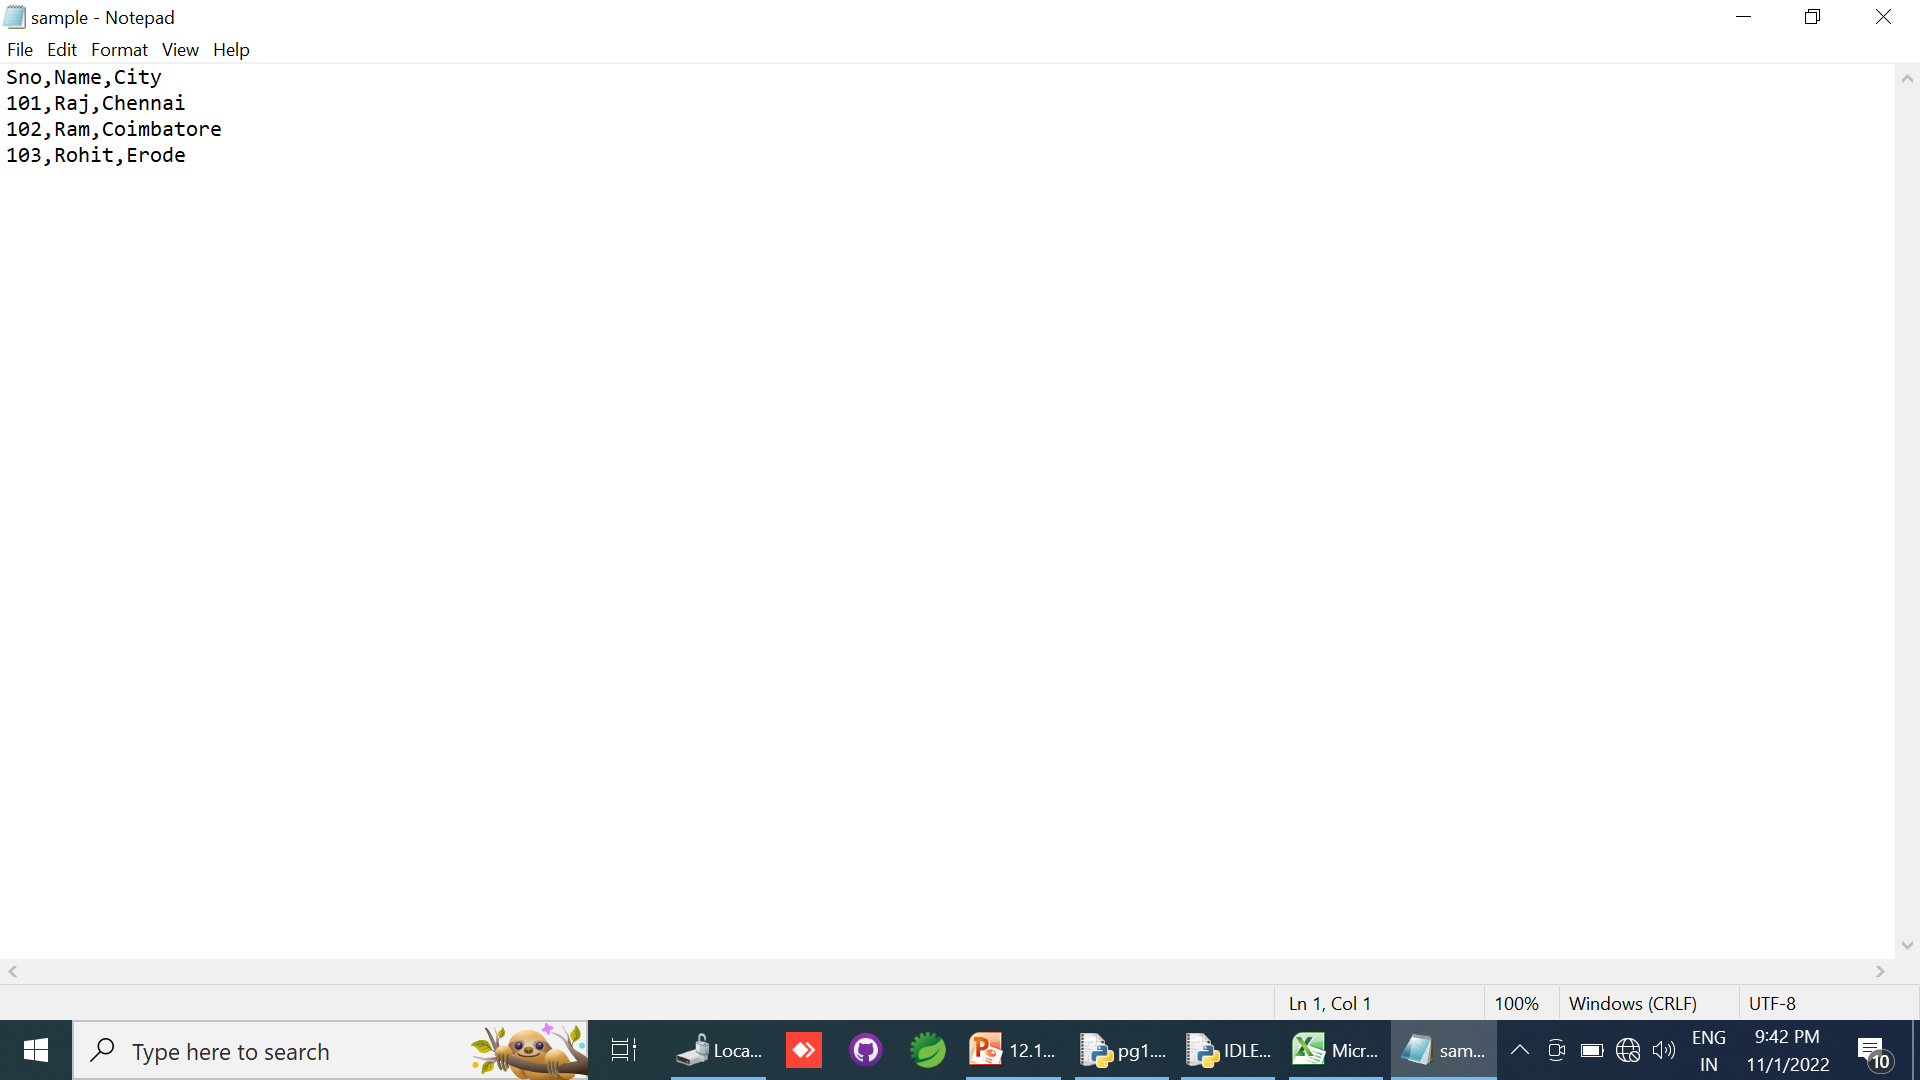 sample - Notepad
File Edit Format View Help
Sno,Name,City
101,Raj,Chennai
102,Ram,Coimbatore
103,Rohit,Erode
Ln 1, Col 1 100% Windows (CRLF) UTF-8
Type here to search Loca... 12.1... pg1.... IDLE... Micr... sam... ENG 9:42 PM
IN 11/1/2022 10